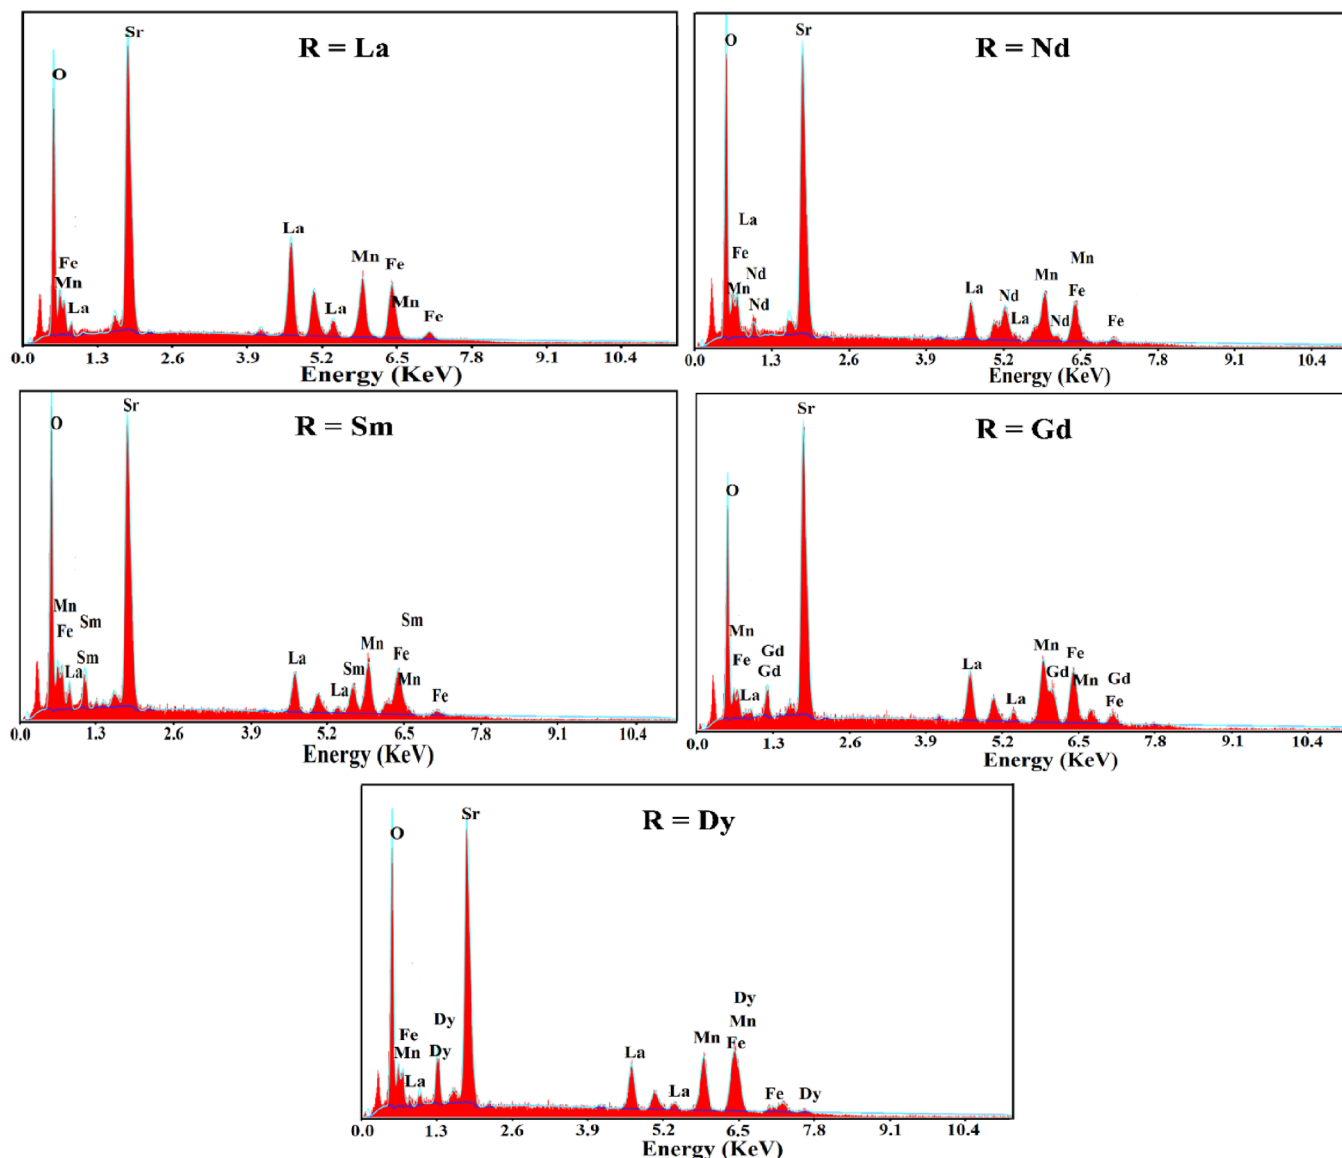 R = La
Sr
O
La
Fe
Mn
La
La
Mn
Fe
Mn
Fe
0.0 1.3 2.6 3.9 5.2 6.5 7.8 9.1 10.4
Energy (KeV)
R = Nd
Sr
O
La
Fe
Nd
Mn
Nd
La
Nd
La
Mn
Nd
Mn
Fe
Fe
0.0 1.3 2.6 3.9 5.2 6.5 7.8 9.1 10.4
Energy (KeV)
R = Sm
Sr
O
Mn
Fe
Sm
La
Sm
La
La
Sm
Mn
Sm
Fe
Mn
Fe
0.0 1.3 2.6 3.9 5.2 6.5 7.8 9.1 10.4
Energy (KeV)
R = Gd
Sr
O
Mn
Fe
Gd
Gd
La
La
La
Mn
Gd
Fe
Mn
Gd
Fe
0.0 1.3 2.6 3.9 5.2 6.5 7.8 9.1 10.4
Energy (KeV)
R = Dy
Sr
O
Fe
Mn
La
Dy
Dy
La
La
Mn
Dy
Mn
Fe
Fe
Dy
0.0 1.3 2.6 3.9 5.2 6.5 7.8 9.1 10.4
Energy (KeV)